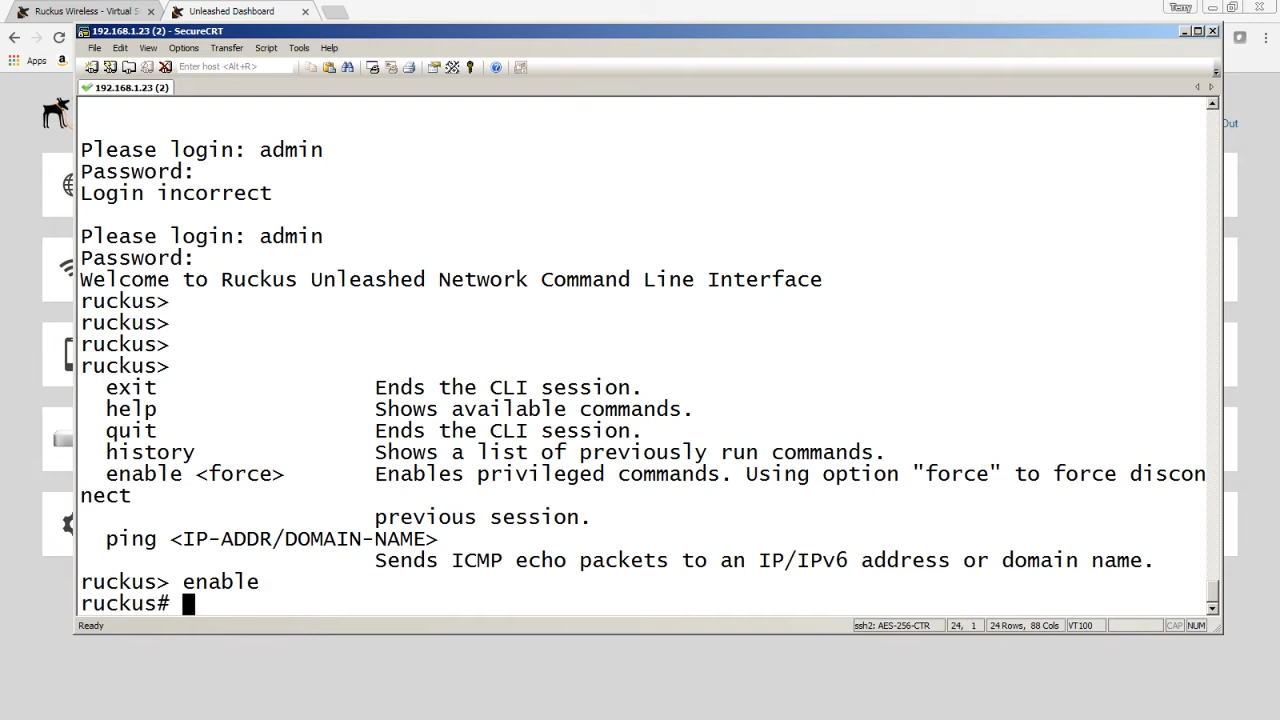 Ruckus Wireless - Virtual S
Unleashed Dashboard
Terry
Apps
192.168.1.23 (2) - SecureCRT
File Edit View Options Transfer Script Tools Help
Enter host <Alt+R>
192.168.1.23 (2)
Out
Please login: admin
Password:
Login incorrect
Please login: admin
Password:
Welcome to Ruckus Unleashed Network Command Line Interface
ruckus>
ruckus>
ruckus>
ruckus>
exit Ends the CLI session.
help Shows available commands.
quit Ends the CLI session.
history Shows a list of previously run commands.
enable <force> Enables privileged commands. Using option "force" to force discon
nect
previous session.
ping <IP-ADDR/DOMAIN-NAME>
Sends ICMP echo packets to an IP/IPv6 address or domain name.
ruckus> enable
ruckus#
Ready ssh2: AES-256-CTR 24, 1 24 Rows, 88 Cols VT100 CAP NUM